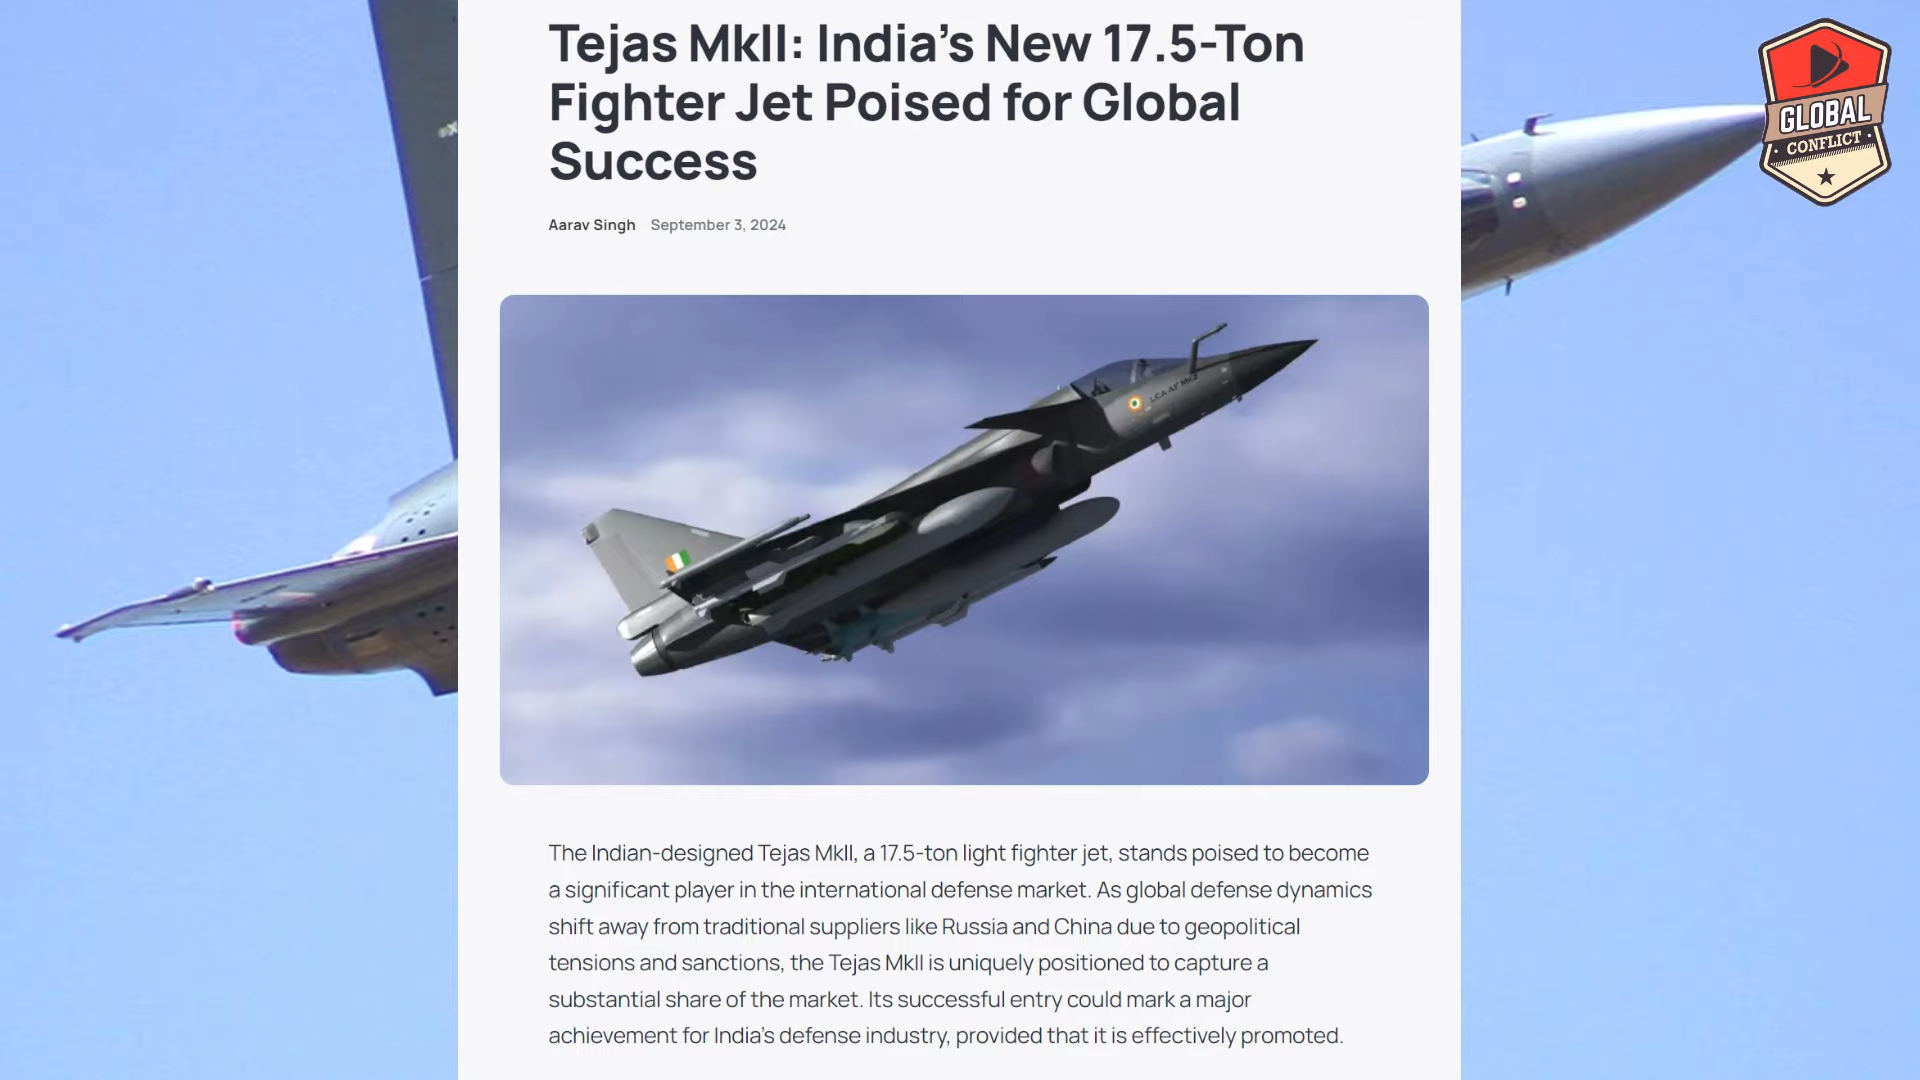 Tejas MkII: India’s New 17.5-Ton
Fighter Jet Poised for Global
Success
Aarav Singh September 3, 2024
GLOBAL
CONFLICT
LCA AF MK2
The Indian-designed Tejas MkII, a 17.5-ton light fighter jet, stands poised to become
a significant player in the international defense market. As global defense dynamics
shift away from traditional suppliers like Russia and China due to geopolitical
tensions and sanctions, the Tejas MkII is uniquely positioned to capture a
substantial share of the market. Its successful entry could mark a major
achievement for India’s defense industry, provided that it is effectively promoted.